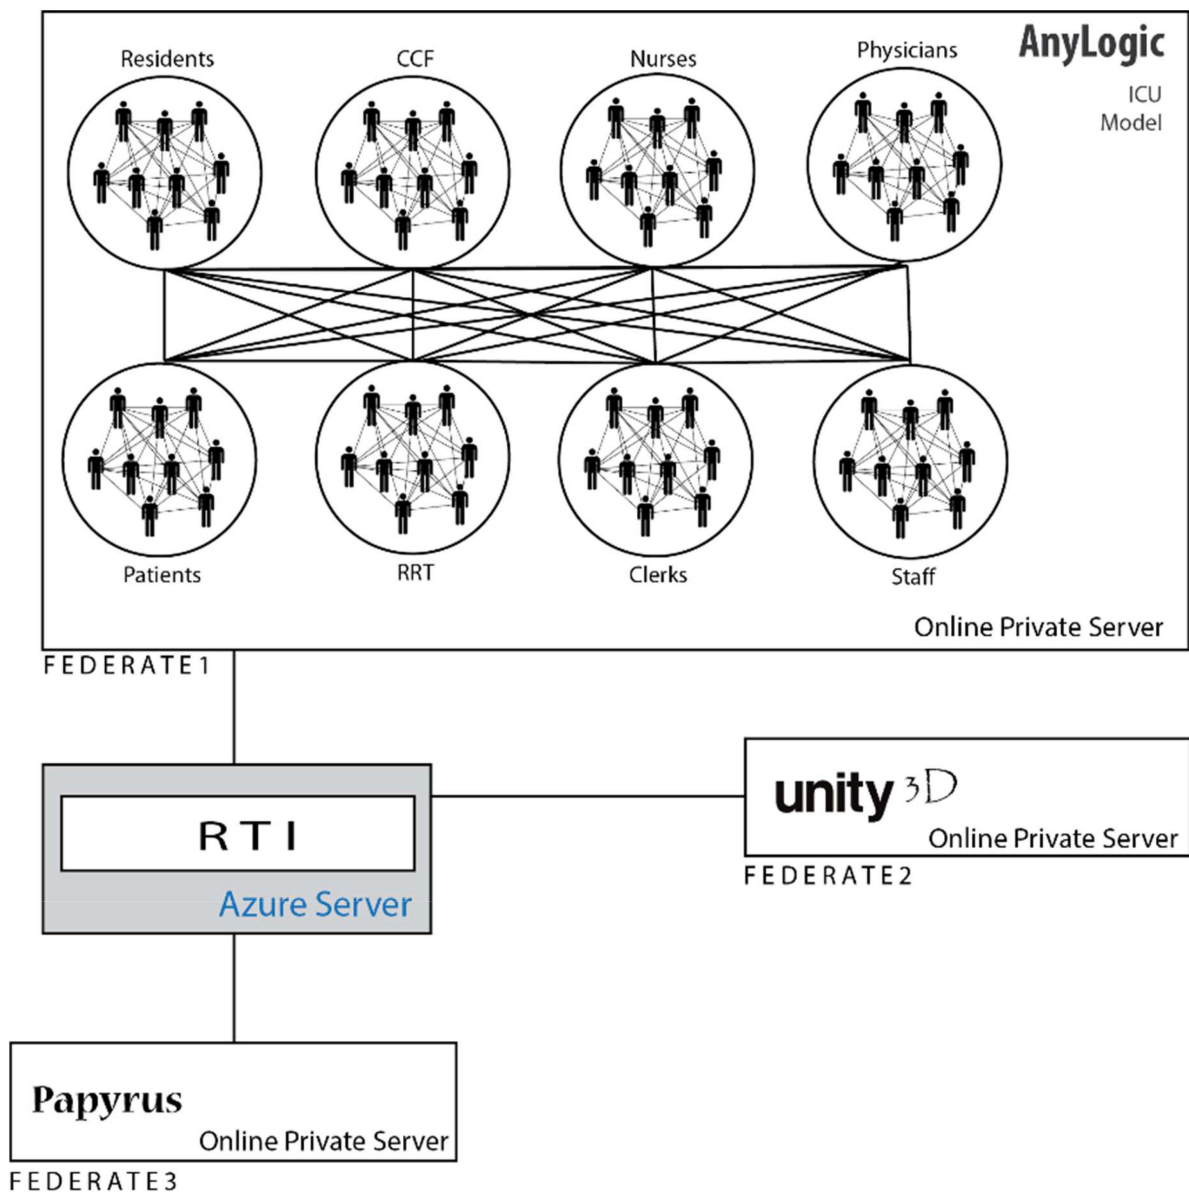 AnyLogic
ICU
Model
Residents
CCF
Nurses
Physicians
Patients
RRT
Clerks
Staff
Online Private Server
FEDERATE1
RTI
Azure Server
unity 3D
Online Private Server
FEDERATE2
Papyrus
Online Private Server
FEDERATE3